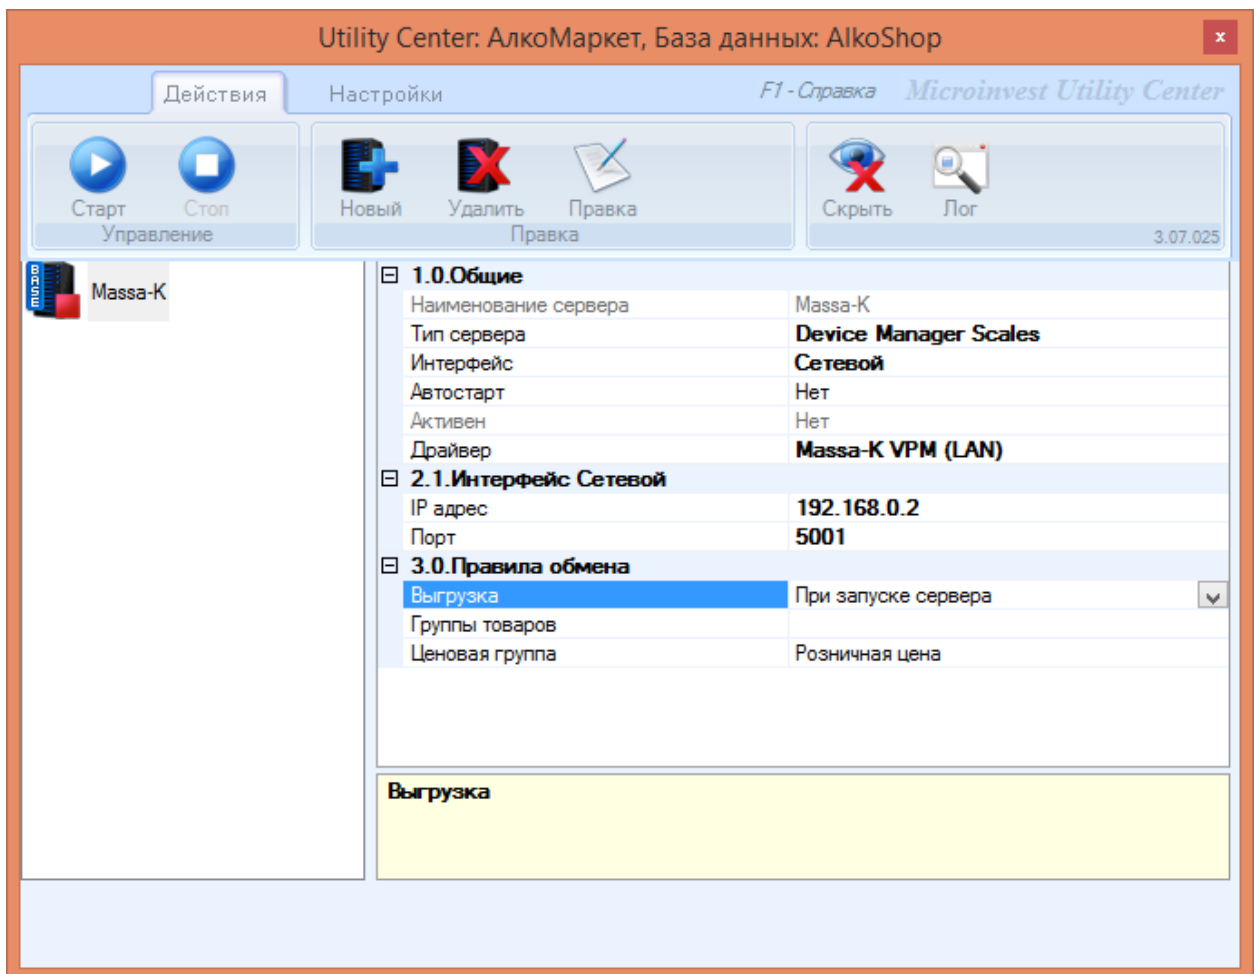 Utility Center: АлкоМаркет, База данных: AlkoShop
x
Действия Настройки F1 - Справка Microinvest Utility Center
Старт Стоп Новый Удалить Правка Скрыть Лог
Управление Правка 3.07.025
BASE Massa-K
1.0.Общие
Наименование сервера Massa-K
Тип сервера Device Manager Scales
Интерфейс Сетевой
Автостарт Нет
Активен Нет
Драйвер Massa-K VPM (LAN)
2.1.Интерфейс Сетевой
IP адрес 192.168.0.2
Порт 5001
3.0.Правила обмена
Выгрузка При запуске сервера
Группы товаров
Ценовая группа Розничная цена
Выгрузка